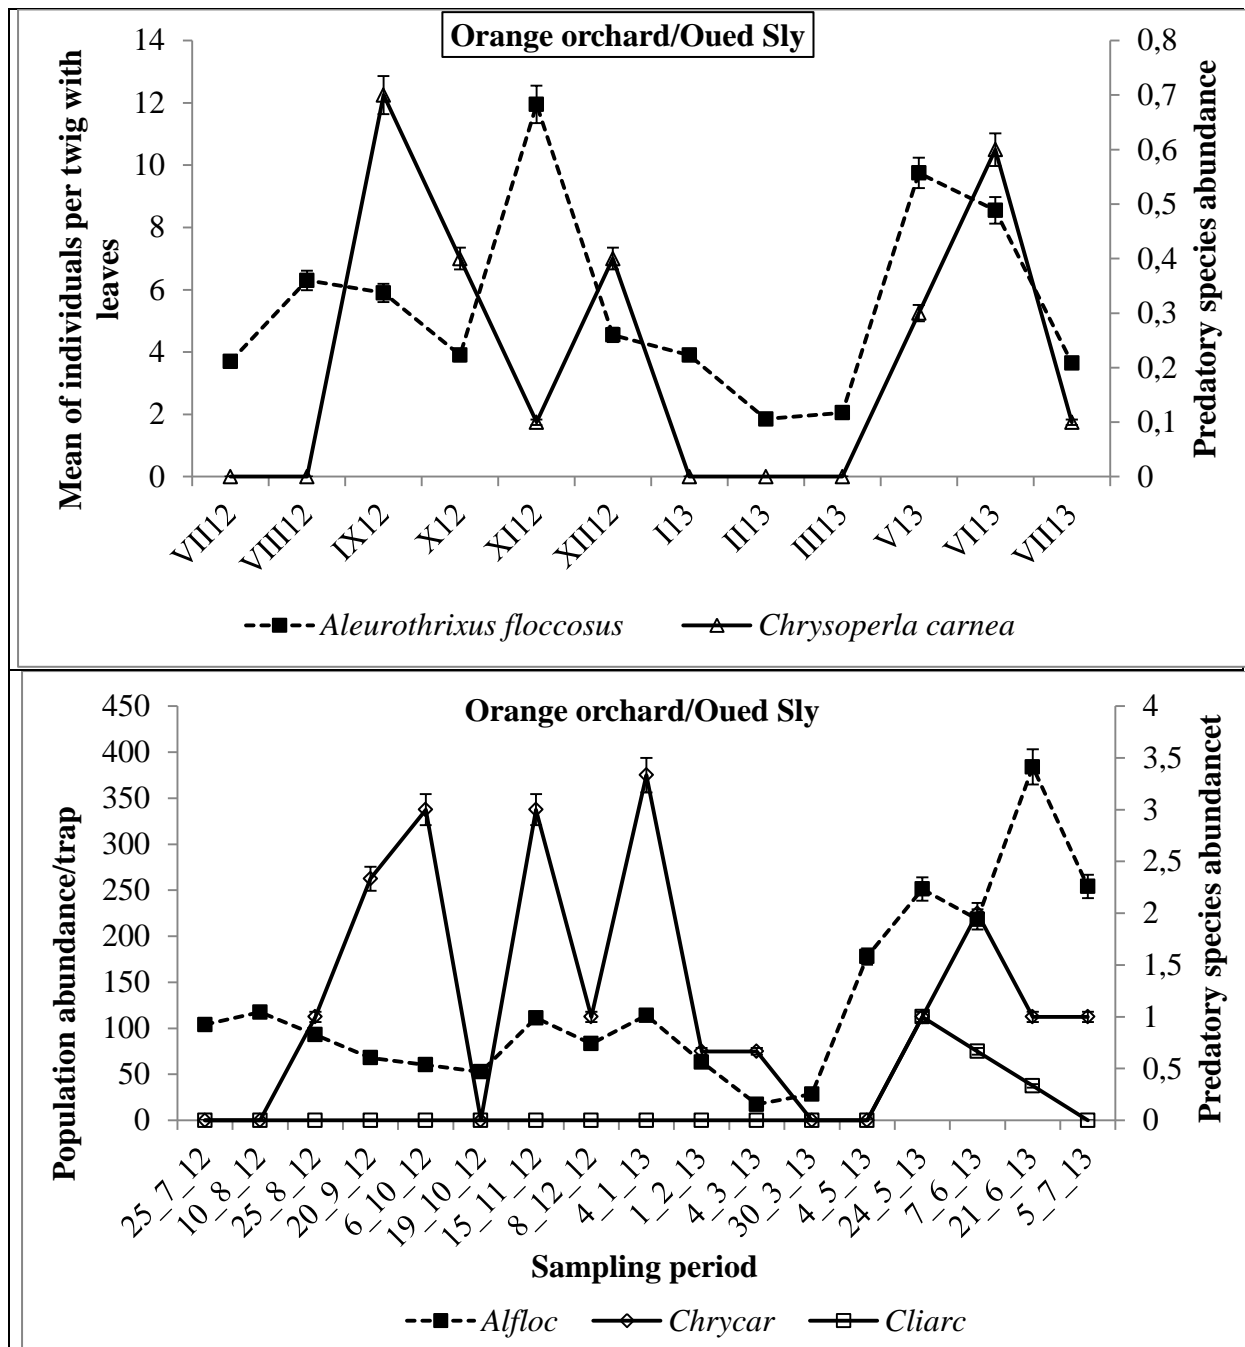 Orange orchard/Oued Sly
Mean of individuals per twig with
leaves
14
12
10
8
6
4
2
0
0,8
0,7
0,6
0,5
0,4
0,3
0,2
0,1
0
Predatory species abundance
VII12
VIII12
IX12
X12
XI12
XII12
I13
II13
III13
V13
VI13
VII13
Aleurothrixus floccosus
Chrysoperla carnea
Orange orchard/Oued Sly
Population abundance/trap
450
400
350
300
250
200
150
100
50
0
4
3,5
3
2,5
2
1,5
1
0,5
0
Predatory species abundancet
25_7_12
10_8_12
25_8_12
20_9_12
6_10_12
19_10_12
15_11_12
8_12_12
4_1_13
1_2_13
4_3_13
30_3_13
4_5_13
24_5_13
7_6_13
21_6_13
5_7_13
Sampling period
Alfloc
Chrycar
Cliarc